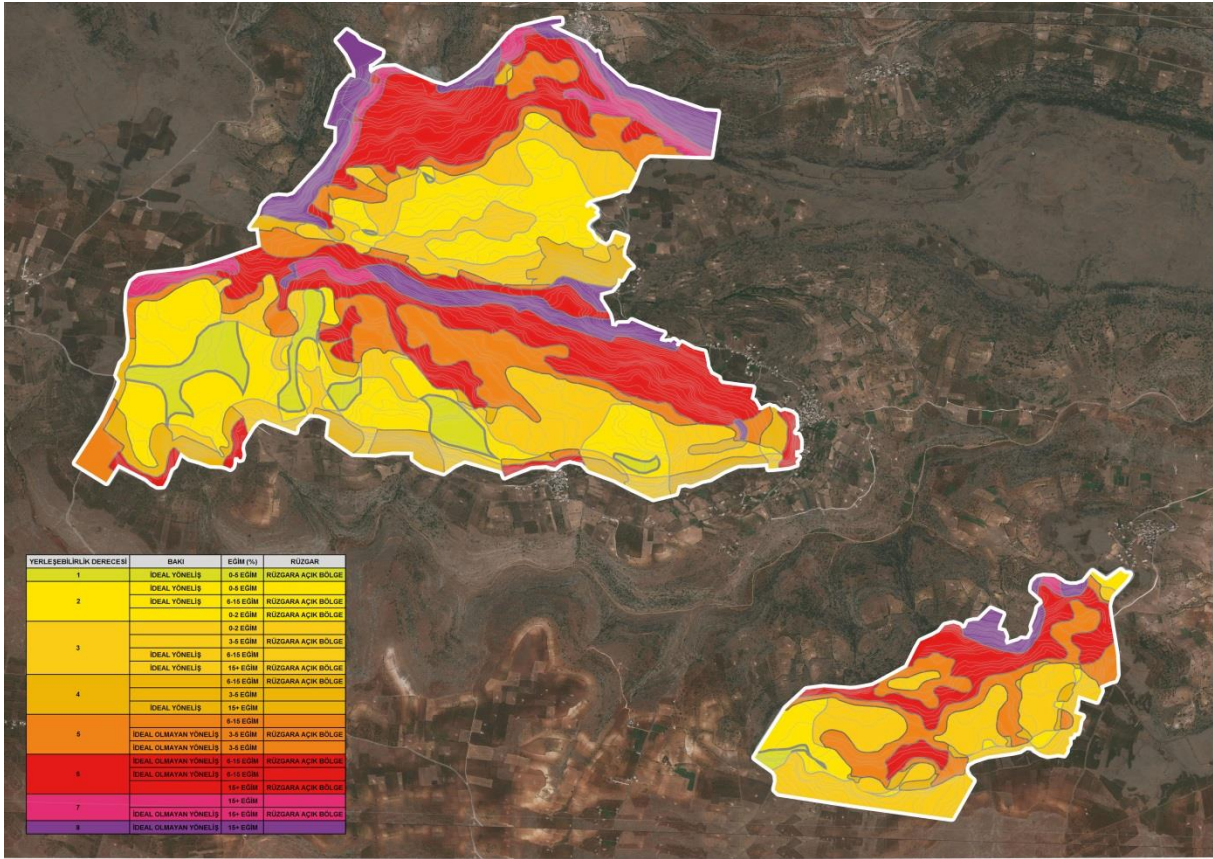 YERLEŞEBİLİRLİK DERECESİ BAKI EĞİM (%) RÜZGAR
1 İDEAL YÖNELİŞ 0-5 EĞİM RÜZGARA AÇIK BÖLGE
2 İDEAL YÖNELİŞ 0-5 EĞİM
İDEAL YÖNELİŞ 6-15 EĞİM RÜZGARA AÇIK BÖLGE
0-2 EĞİM RÜZGARA AÇIK BÖLGE
3 0-2 EĞİM
3-5 EĞİM RÜZGARA AÇIK BÖLGE
İDEAL YÖNELİŞ 6-15 EĞİM
İDEAL YÖNELİŞ 15+ EĞİM RÜZGARA AÇIK BÖLGE
4 6-15 EĞİM RÜZGARA AÇIK BÖLGE
3-5 EĞİM
İDEAL YÖNELİŞ 15+ EĞİM
5 6-15 EĞİM
İDEAL OLMAYAN YÖNELİŞ 3-5 EĞİM RÜZGARA AÇIK BÖLGE
İDEAL OLMAYAN YÖNELİŞ 3-5 EĞİM
6 İDEAL OLMAYAN YÖNELİŞ 6-15 EĞİM RÜZGARA AÇIK BÖLGE
İDEAL OLMAYAN YÖNELİŞ 6-15 EĞİM
15+ EĞİM RÜZGARA AÇIK BÖLGE
7 15+ EĞİM
İDEAL OLMAYAN YÖNELİŞ 15+ EĞİM RÜZGARA AÇIK BÖLGE
8 İDEAL OLMAYAN YÖNELİŞ 15+ EĞİM